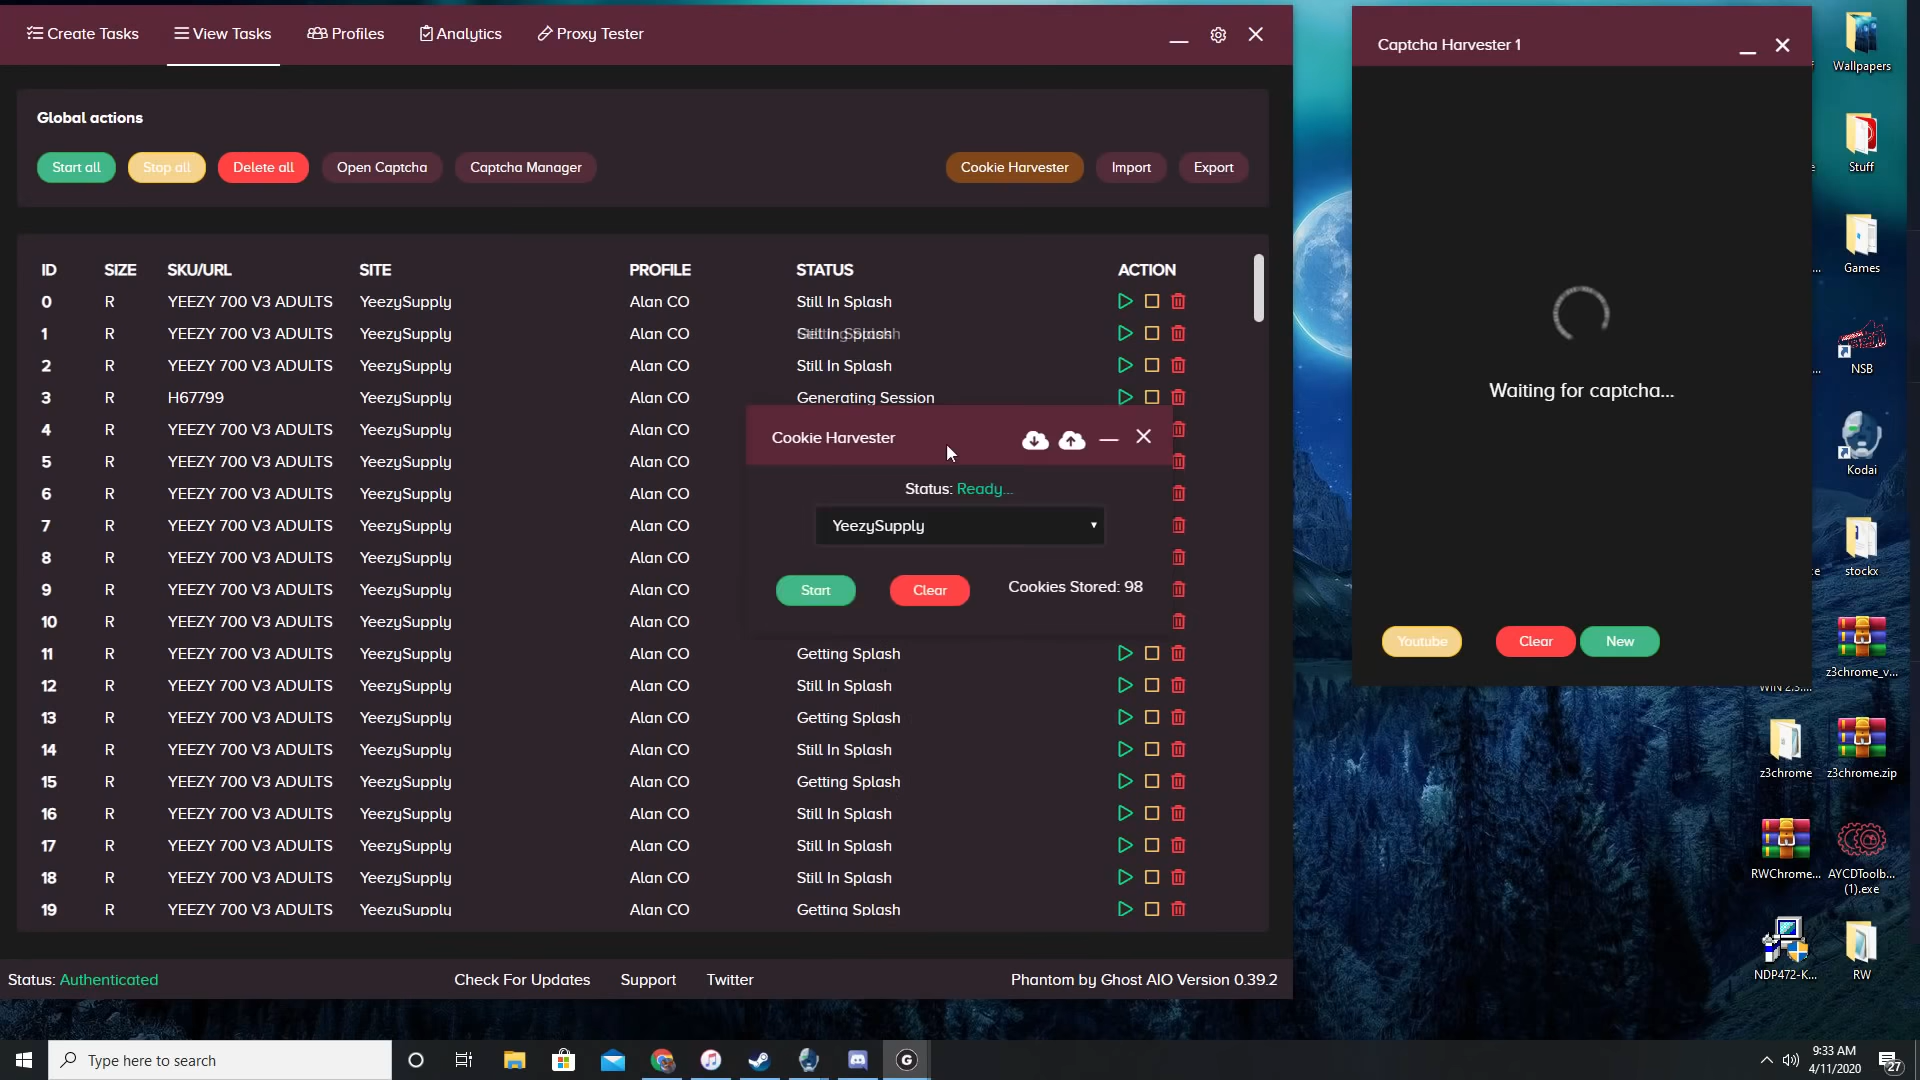 Create Tasks View Tasks Profiles Analytics Proxy Tester
Global actions
Start all Stop all Delete all Open Captcha Captcha Manager Cookie Harvester Import Export
ID SIZE SKU/URL SITE PROFILE STATUS ACTION
0 R YEEZY 700 V3 ADULTS YeezySupply Alan CO Still In Splash
1 R YEEZY 700 V3 ADULTS YeezySupply Alan CO
2 R YEEZY 700 V3 ADULTS YeezySupply Alan CO Still In Splash
3 R H67799 YeezySupply Alan CO Generating Session
4 R YEEZY 700 V3 ADULTS YeezySupply Alan CO
5 R YEEZY 700 V3 ADULTS YeezySupply Alan CO
6 R YEEZY 700 V3 ADULTS YeezySupply Alan CO
7 R YEEZY 700 V3 ADULTS YeezySupply Alan CO
8 R YEEZY 700 V3 ADULTS YeezySupply Alan CO
9 R YEEZY 700 V3 ADULTS YeezySupply Alan CO
10 R YEEZY 700 V3 ADULTS YeezySupply Alan CO
11 R YEEZY 700 V3 ADULTS YeezySupply Alan CO Getting Splash
12 R YEEZY 700 V3 ADULTS YeezySupply Alan CO Still In Splash
13 R YEEZY 700 V3 ADULTS YeezySupply Alan CO Getting Splash
14 R YEEZY 700 V3 ADULTS YeezySupply Alan CO Still In Splash
15 R YEEZY 700 V3 ADULTS YeezySupply Alan CO Getting Splash
16 R YEEZY 700 V3 ADULTS YeezySupply Alan CO Still In Splash
17 R YEEZY 700 V3 ADULTS YeezySupply Alan CO Still In Splash
18 R YEEZY 700 V3 ADULTS YeezySupply Alan CO Still In Splash
19 R YEEZY 700 V3 ADULTS YeezySupply Alan CO Getting Splash
Cookie Harvester
Status: Ready...
YeezySupply
Start Clear Cookies Stored: 98
Status: Authenticated Check For Updates Support Twitter Phantom by Ghost AIO Version 0.39.2
Captcha Harvester 1
Waiting for captcha...
Youtube Clear New
Wallpapers
Stuff
Games
NSB
Kodai
stockx
z3chrome_v...
WIN 2.3....
z3chrome z3chrome.zip
RWChrome... AYCDToolb...
(1).exe
NDP472-K... RW
Type here to search
G
9:33 AM
4/11/2020
27